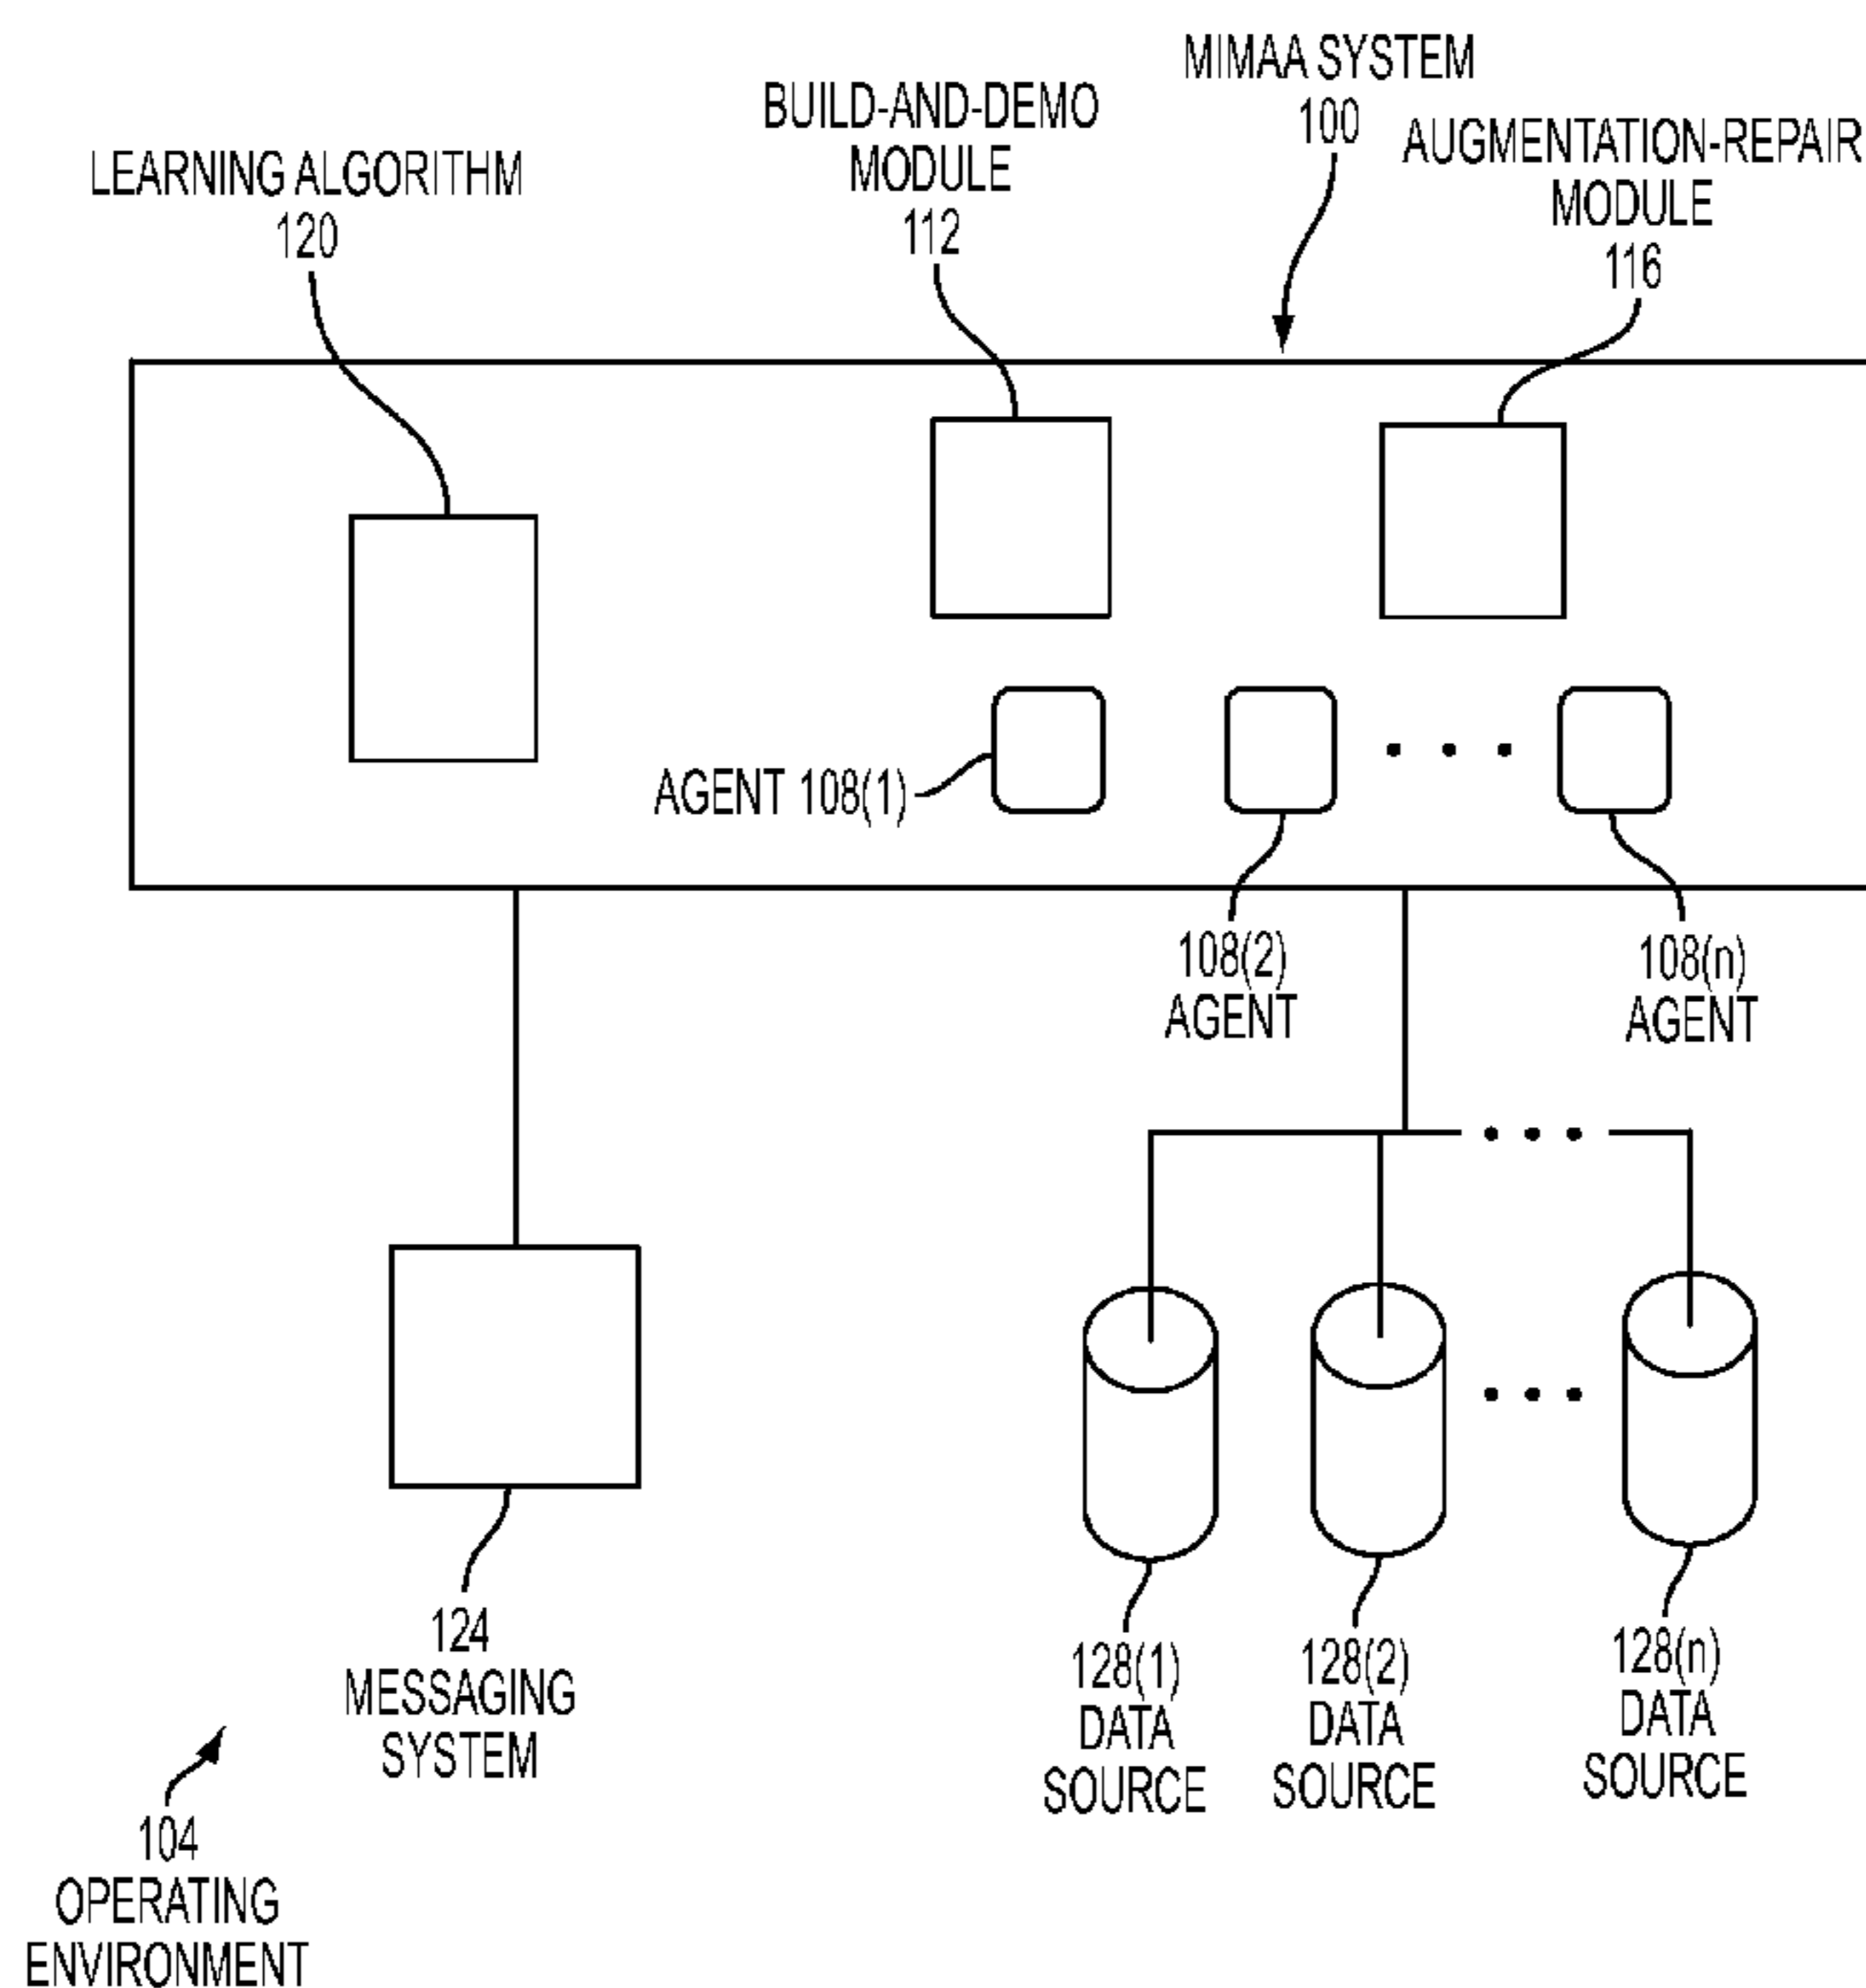 MIMAA SYSTEM
100
BUILD-AND-DEMO
MODULE
112
AUGMENTATION-REPAIR
MODULE
116
LEARNING ALGORITHM
120
AGENT 108(1)
108(2)
AGENT
108(n)
AGENT
124
MESSAGING
SYSTEM
128(1)
DATA
SOURCE
128(2)
DATA
SOURCE
128(n)
DATA
SOURCE
104
OPERATING
ENVIRONMENT